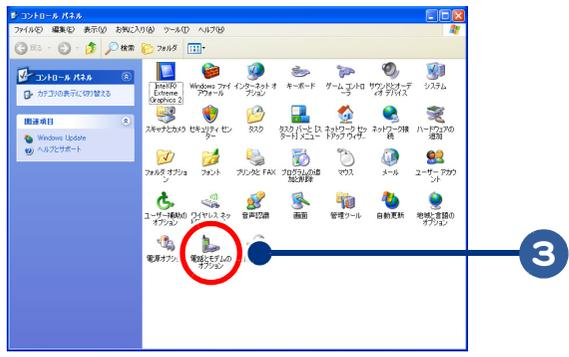 コントロール パネル
ファイル(F) 編集(E) 表示(V) お気に入り(A) ツール(T) ヘルプ(H)
戻る 検索 フォルダ
コントロール パネル
カテゴリの表示に切り替える
関連項目
Windows Update
ヘルプとサポート
Intel(R) Extreme Graphics 2
Windows ファイアウォール
インターネット オプション
キーボード
ゲーム コントローラ
サウンドとオーディオ デバイス
システム
スキャナとカメラ
セキュリティ センター
タスク
タスク バーと [スタート] メニュー
ネットワーク セットアップ ウィザ...
ネットワーク接続
ハードウェアの追加
フォルダ オプション
フォント
プリンタと FAX
プログラムの追加と削除
マウス
メール
ユーザー アカウント
ユーザー補助のオプション
ワイヤレス ネッ
音声認識
画面
管理ツール
自動更新
地域と言語のオプション
電源オプシ
電話とモデムのオプション
3